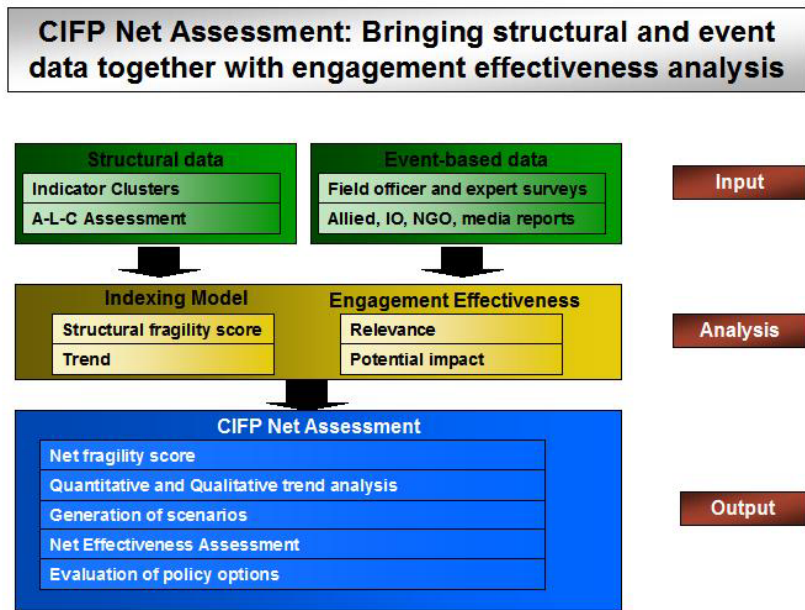 CIFP Net Assessment: Bringing structural and event
data together with engagement effectiveness analysis
Structural data
Indicator Clusters
A-L-C Assessment
Event-based data
Field officer and expert surveys
Allied, IO, NGO, media reports
Input
Indexing Model
Structural fragility score
Trend
Engagement Effectiveness
Relevance
Potential impact
Analysis
CIFP Net Assessment
Net fragility score
Quantitative and Qualitative trend analysis
Generation of scenarios
Net Effectiveness Assessment
Evaluation of policy options
Output